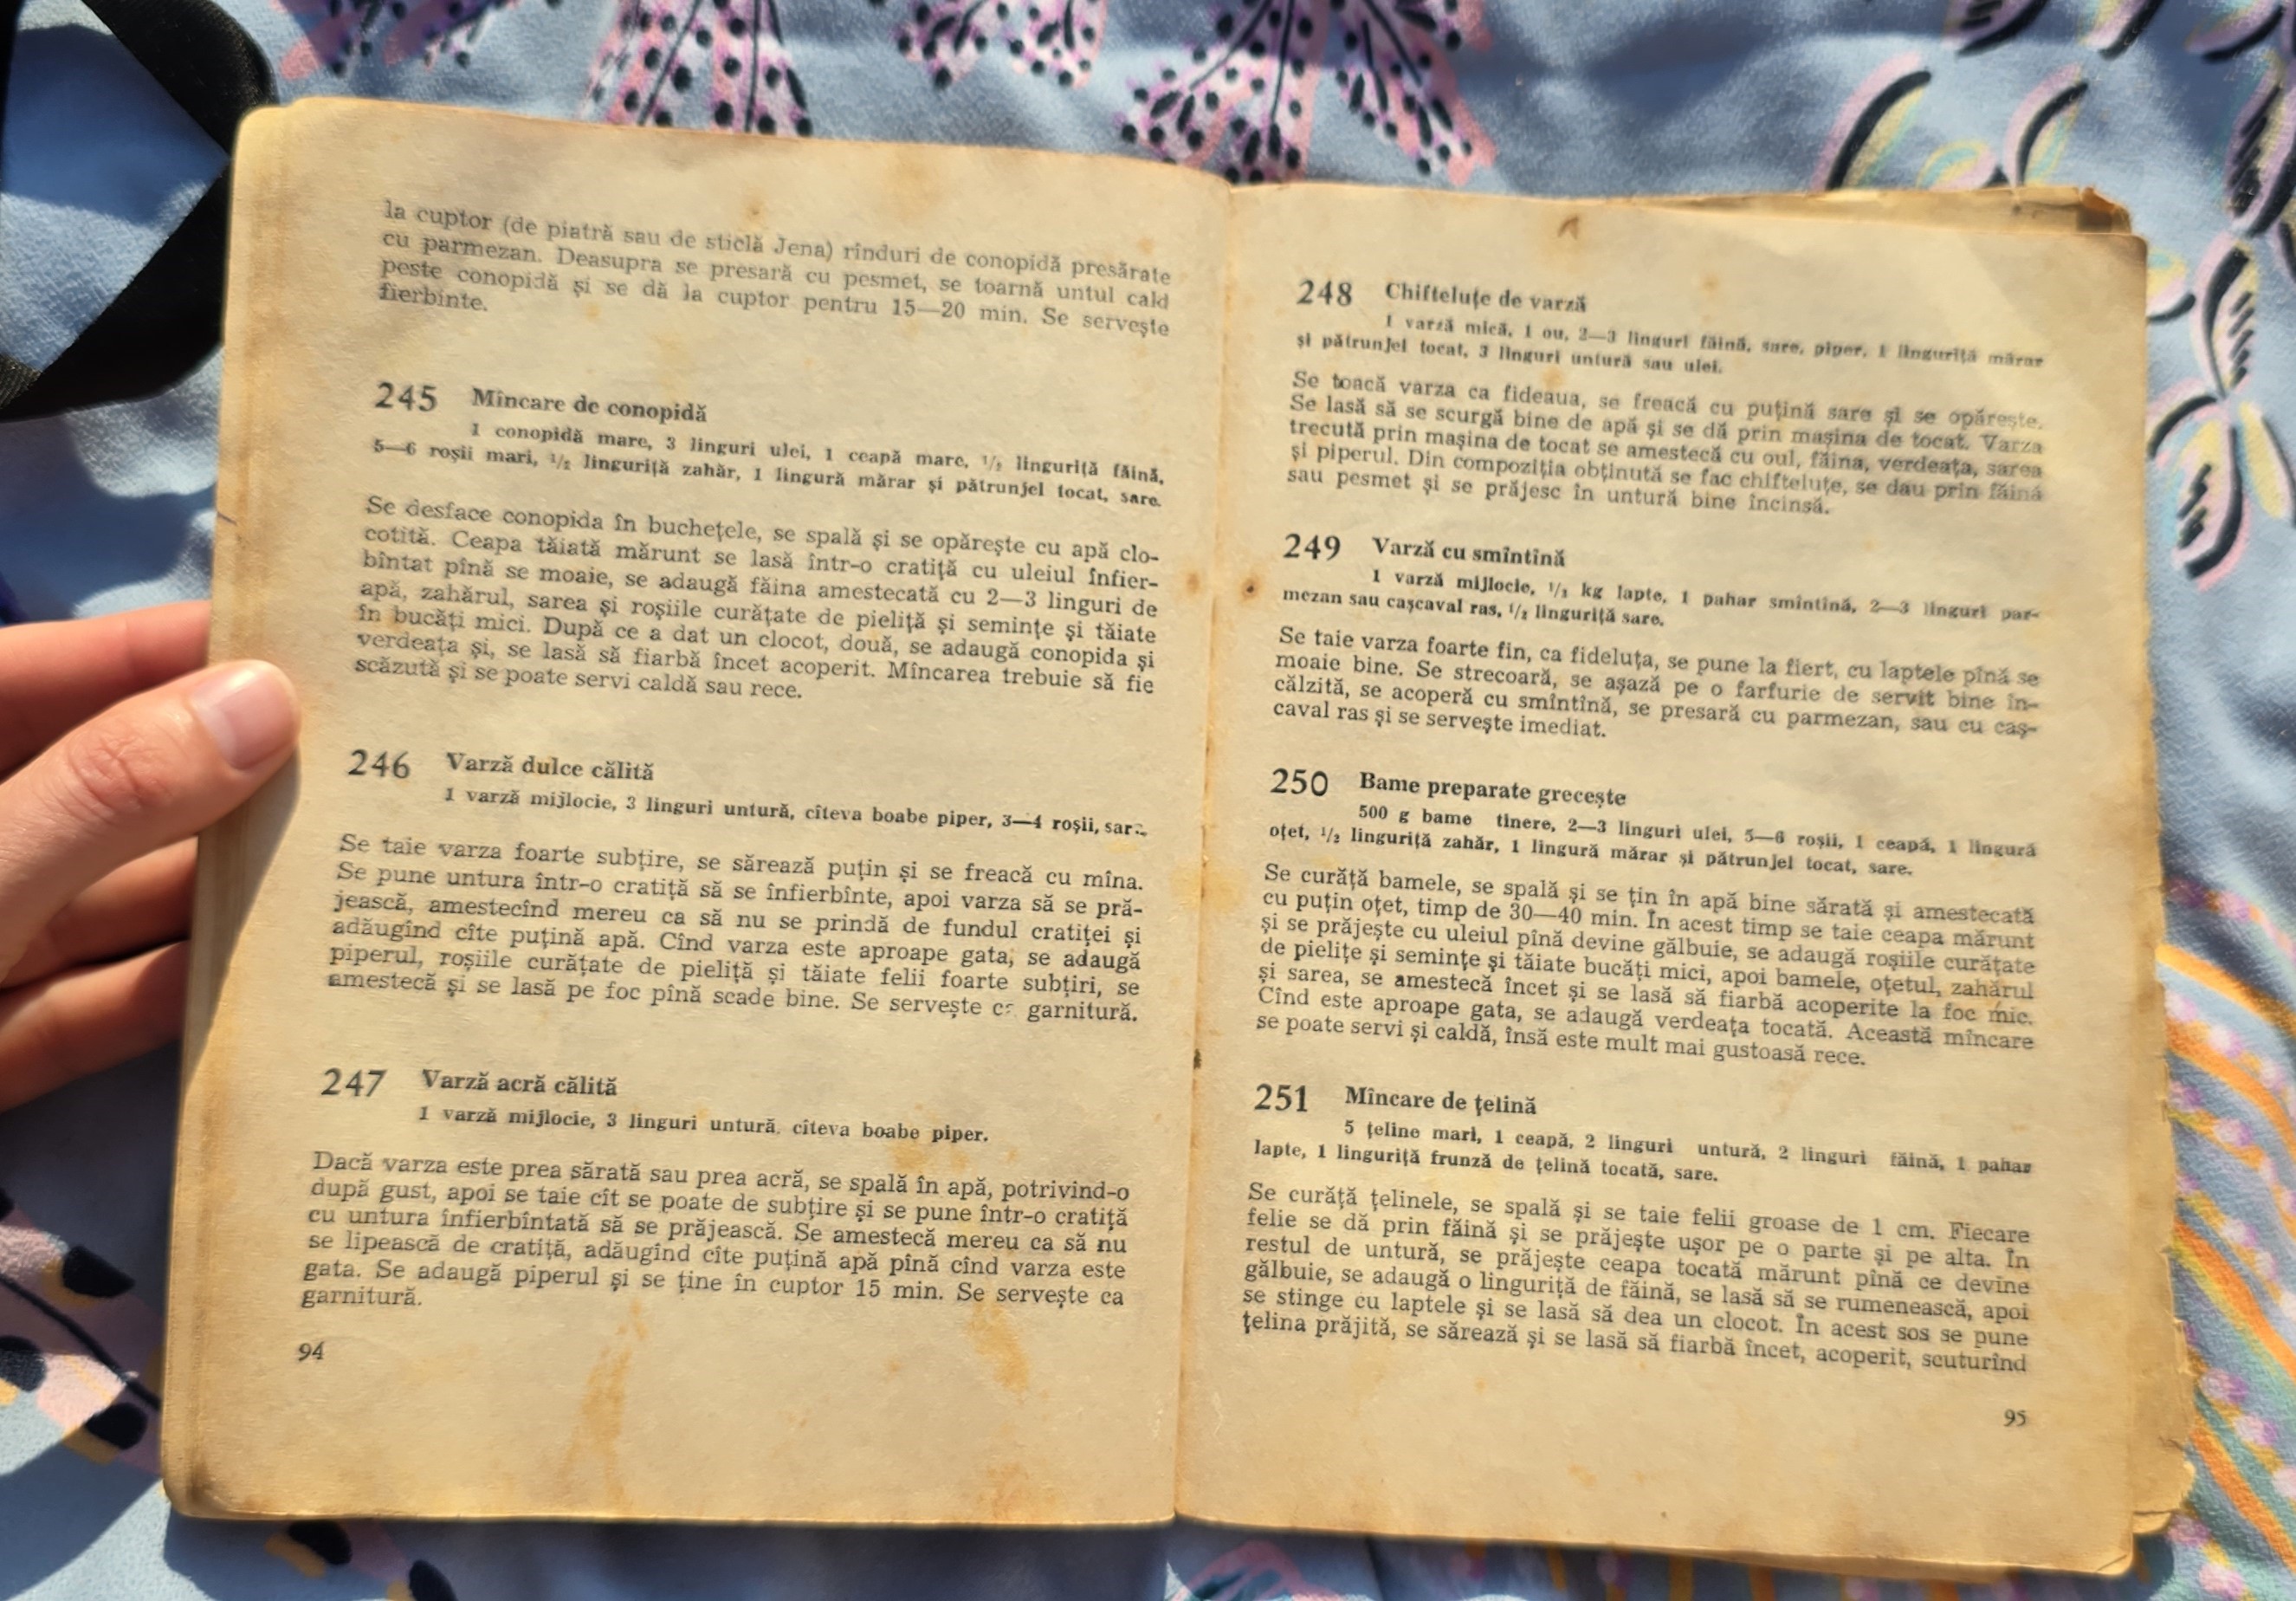 la cuptor (de piatră sau de sticlă Jena) rînduri de conopidă presărate
cu parmezan. Deasupra se presară cu pesmet, se toarnă untul cald
peste conopidă și se dă la cuptor pentru 15—20 min. Se servește
fierbinte.
245 Mîncare de conopidă
1 conopidă mare, 3 linguri ulei, 1 ceapă mare, 1/2 linguriță făină,
5—6 roșii mari, 1/2 linguriță zahăr, 1 lingură mărar și pătrunjel tocat, sare.
Se desface conopida în buchețele, se spală și se opărește cu apă clo-
cotită. Ceapa tăiată mărunt se lasă într-o cratiță cu uleiul înfier-
bîntat pînă se moaie, se adaugă făina amestecată cu 2—3 linguri de
apă, zahărul, sarea și roșiile curățate de pieliță și semințe și tăiate
în bucăți mici. După ce a dat un clocot, două, se adaugă conopida și
verdeața și, se lasă să fiarbă încet acoperit. Mîncarea trebuie să fie
scăzută și se poate servi caldă sau rece.
246 Varză dulce călită
1 varză mijlocie, 3 linguri untură, cîteva boabe piper, 3—4 roșii,
Se taie varza foarte subțire, se sărează puțin și se freacă cu mîna.
Se pune untura într-o cratiță să se înfierbînte, apoi varza să se pră-
jească, amestecînd mereu ca să nu se prindă de fundul cratiței și
adăugînd cîte puțină apă. Cînd varza este aproape gata, se adaugă
piperul, roșiile curățate de pieliță și tăiate felii foarte subțiri, se
amestecă și se lasă pe foc pînă scade bine. Se servește ca garnitură.
247 Varză acră călită
1 varză mijlocie, 3 linguri untură, cîteva boabe piper.
Dacă varza este prea sărată sau prea acră, se spală în apă, potrivind-o
după gust, apoi se taie cît se poate de subțire și se pune într-o cratiță
cu untura înfierbîntată să se prăjească. Se amestecă mereu ca să nu
se lipească de cratiță, adăugînd cîte puțină apă pînă cînd varza este
gata. Se adaugă piperul și se ține în cuptor 15 min. Se servește ca
garnitură.
94
248 Chifteluțe de varză
1 varză mică, 1 ou, 2—3 linguri făină, sare, piper, 1 linguriță mărar
și pătrunjel tocat, 3 linguri untură sau ulei.
Se toacă varza ca fideaua, se freacă cu puțină sare și se opărește.
Se lasă să se scurgă bine de apă și se dă prin mașina de tocat. Varza
trecută prin mașina de tocat se amestecă cu oul, făina, verdeața, sarea
și piperul. Din compoziția obținută se fac chifteluțe, se dau prin făină
sau pesmet și se prăjesc în untură bine încinsă.
249 Varză cu smîntînă
1 varză mijlocie, kg lapte, 1 pahar smîntînă, 2—3 linguri par-
mezan sau cașcaval ras, 1/2 linguriță sare.
Se taie varza foarte fin, ca fideluța, se pune la fiert, cu laptele pînă se
moaie bine. Se strecoară, se așază pe o farfurie de servit bine în-
călzită, se acoperă cu smîntînă, se presară cu parmezan, sau cu caș-
caval ras și se servește imediat.
250 Bame preparate grecește
500 g bame tinere, 2—3 linguri ulei, 5—6 roșii, 1 ceapă, 1 lingură
oțet, 1/2 linguriță zahăr, 1 lingură mărar și pătrunjel tocat, sare.
Se curăță bamele, se spală și se țin în apă bine sărată și amestecată
cu puțin oțet, timp de 30—40 min. În acest timp se taie ceapa mărunt
și se prăjește cu uleiul pînă devine gălbuie, se adaugă roșiile curățate
de pielițe și semințe și tăiate bucăți mici, apoi bamele, oțetul, zahărul
și sarea, se amestecă încet și se lasă să fiarbă acoperite la foc mic.
Cînd este aproape gata, se adaugă verdeața tocată. Această mîncare
se poate servi și caldă, însă este mult mai gustoasă rece.
251 Mîncare de țelină
5 țeline mari, 1 ceapă, 2 linguri untură, 2 linguri făină, 1 pahar
lapte, 1 linguriță frunză de țelină tocată, sare.
Se curăță țelinele, se spală și se taie felii groase de 1 cm. Fiecare
felie se dă prin făină și se prăjește ușor pe o parte și pe alta. În
restul de untură, se prăjește ceapa tocată mărunt pînă ce devine
gălbuie, se adaugă o linguriță de făină, se lasă să se rumenească, apoi
se stinge cu laptele și se lasă să dea un clocot. În acest sos se pune
țelina prăjită, se sărează și se lasă să fiarbă încet, acoperit, scuturînd
95